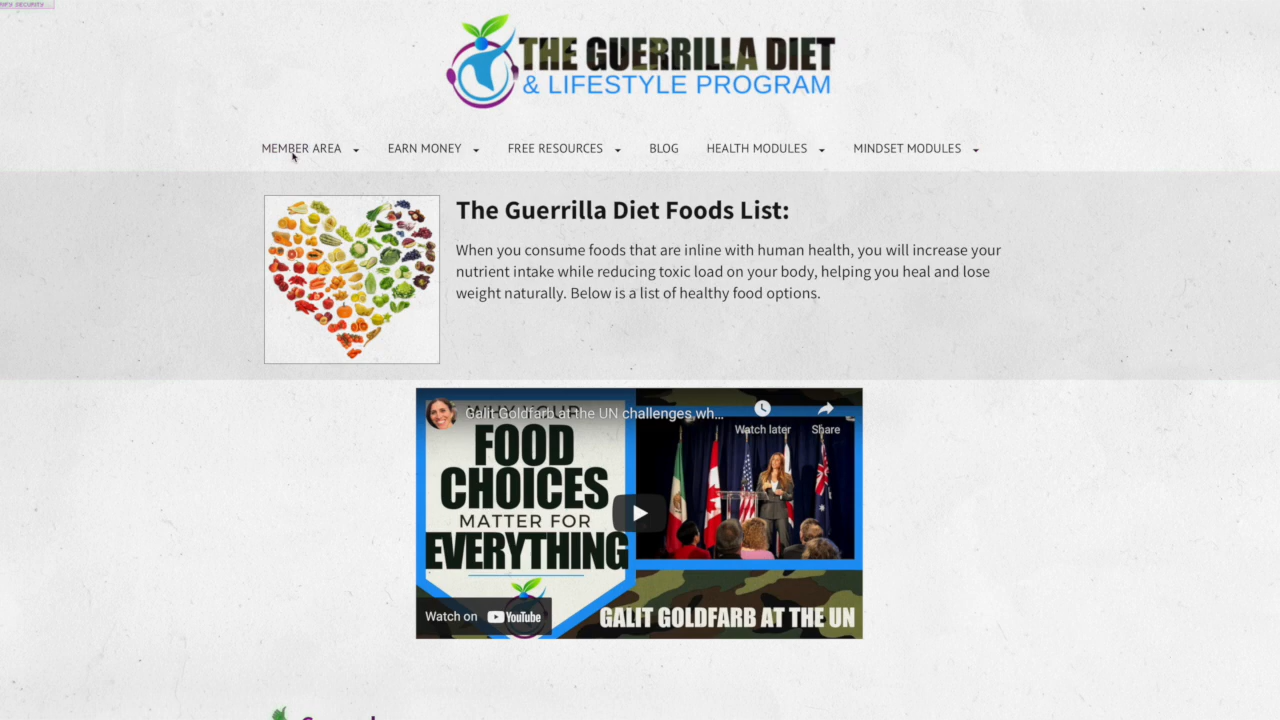 THE GUERRILLA DIET
& LIFESTYLE PROGRAM
MEMBER AREA
EARN MONEY
FREE RESOURCES
BLOG
HEALTH MODULES
MINDSET MODULES
The Guerrilla Diet Foods List:
When you consume foods that are inline with human health, you will increase your
nutrient intake while reducing toxic load on your body, helping you heal and lose
weight naturally. Below is a list of healthy food options.
Galit Goldfarb at the UN challenges wh...
Watch later
Share
FOOD
CHOICES
MATTER FOR
EVERYTHING
Watch on YouTube
GALIT GOLDFARB AT THE UN